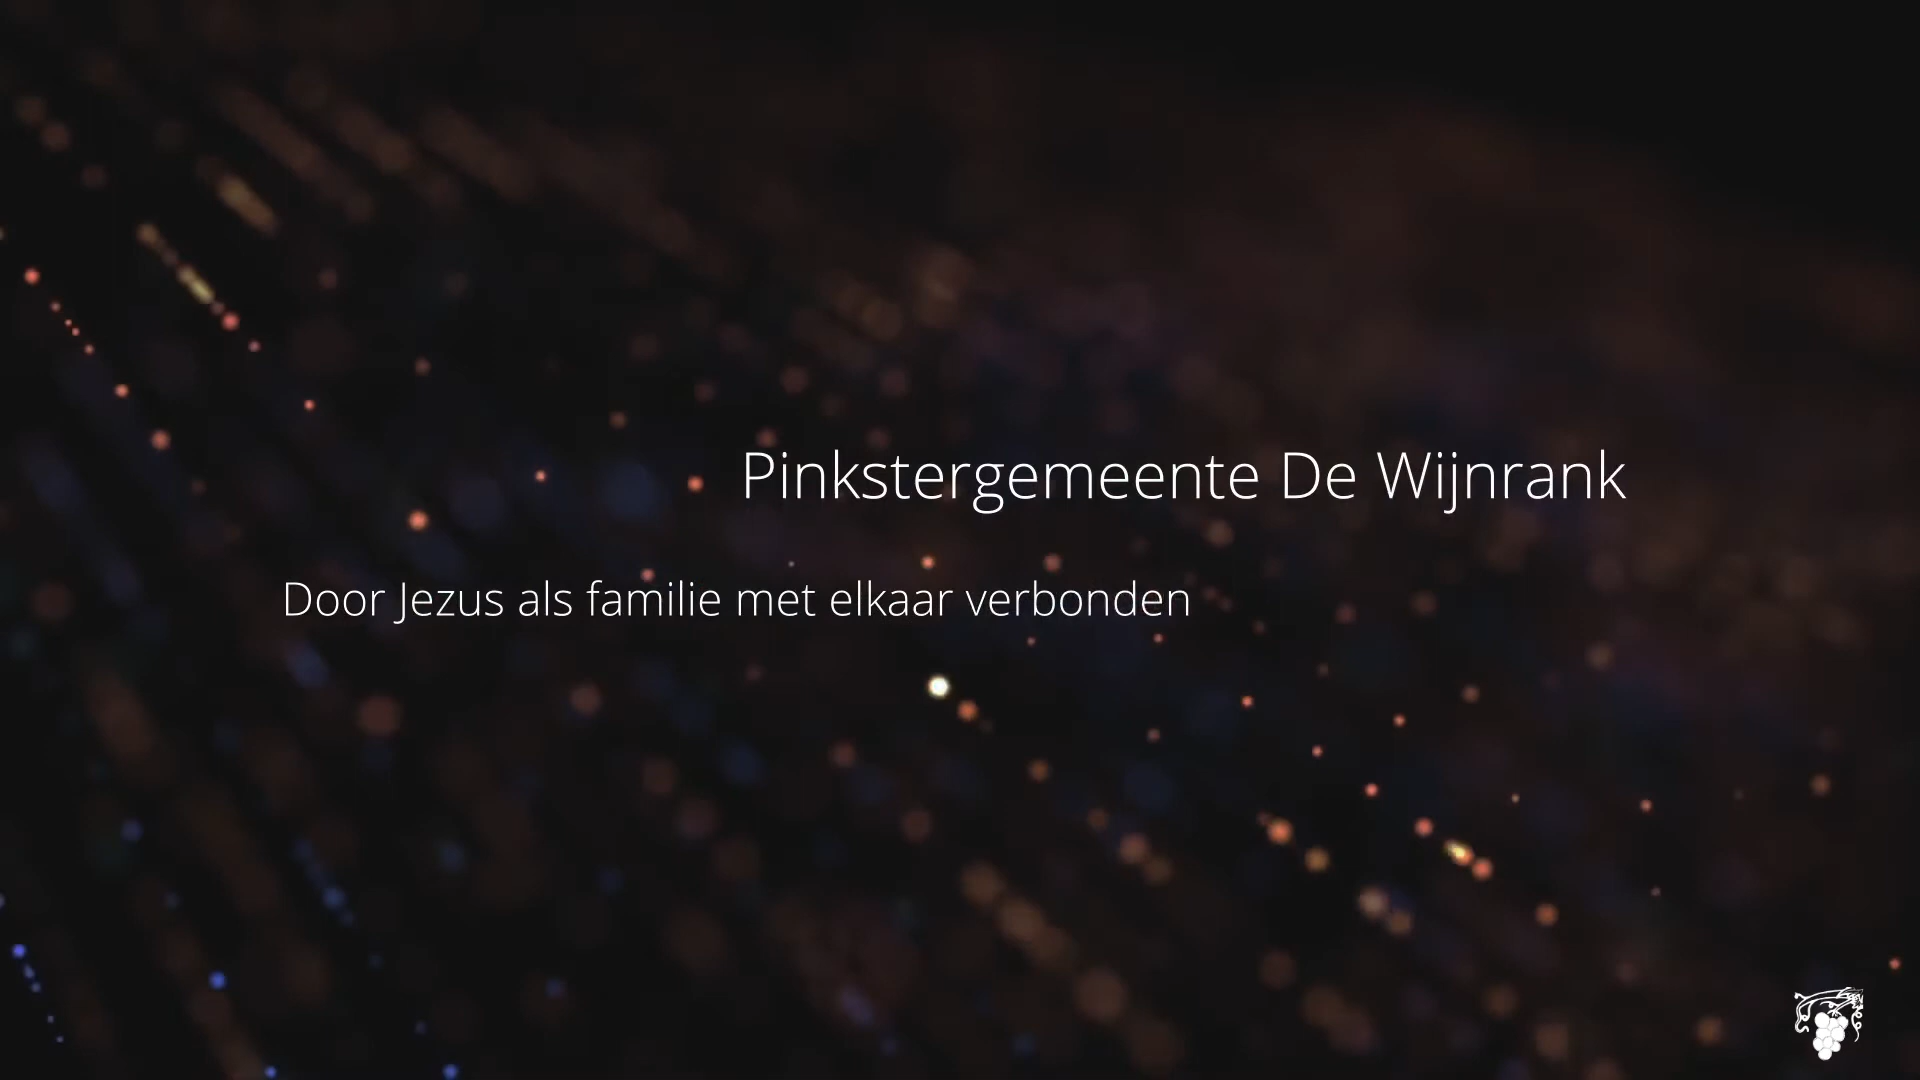 Pinkstergemeente De Wijnrank
Door Jezus als familie met elkaar verbonden